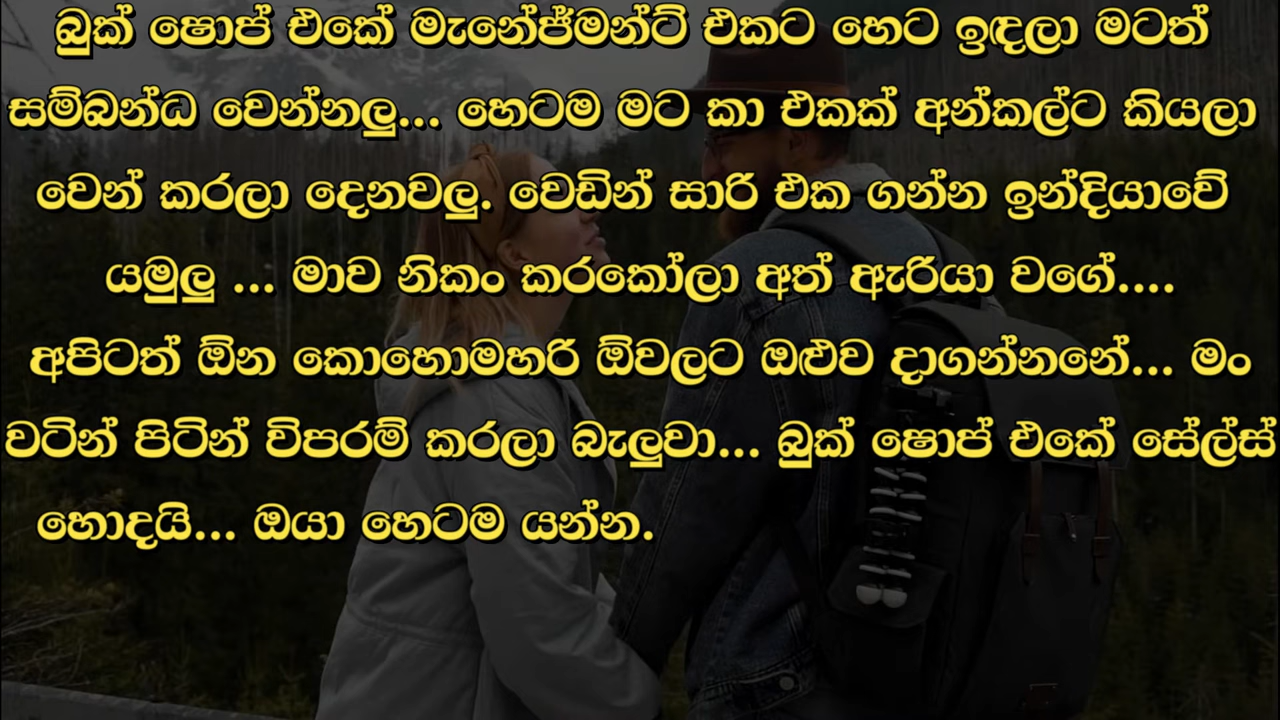 බුක් ෂොප් එකේ මැනේජ්මන්ට් එකට හෙට ඉඳලා මටත්
සම්බන්ධ වෙන්නලු... හෙටම මට කා එකක් අන්කල්ට කියලා
වෙන් කරලා දෙනවලු. වෙඩින් සාරි එක ගන්න ඉන්දියාවේ
යමුලු ... මාව නිකං කරකෝලා අත් ඇරියා වගේ....
අපිටත් ඕන කොහොමහරි ඕවලට ඔළුව දාගන්නනේ... මං
වටින් පිටින් විපරම් කරලා බැලුවා... බුක් ෂොප් එකේ සේල්ස්
හොදයි... ඔයා හෙටම යන්න.